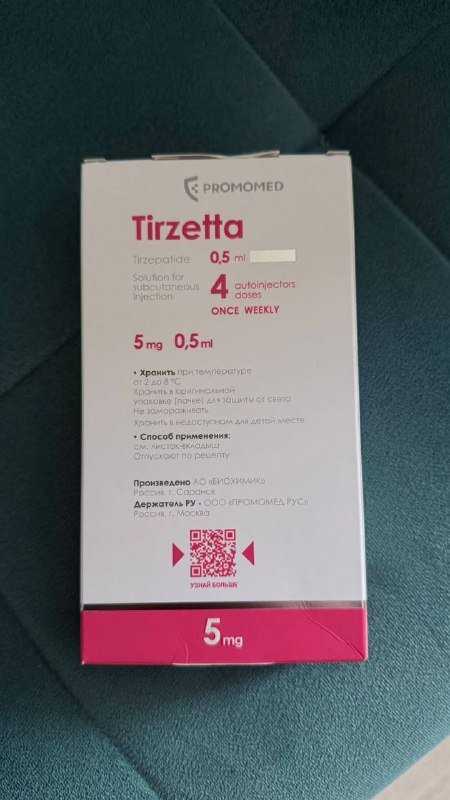 PROMOMED
Tirzetta
Tirzepatide 0,5 ml
Solution for
subcutaneous
injection
4 autoinjectors
doses
ONCE WEEKLY
5 mg 0,5 ml
• Хранить при температуре
от 2 до 8 °C
Хранить в оригинальной
упаковке (пачке) для защиты от света
Не замораживать
Хранить в недоступном для детей месте
• Способ применения:
см. листок-вкладыш
Отпускают по рецепту
Произведено АО «БИОХИМИК»
Россия, г. Саранск
Держатель РУ - ООО «ПРОМОМЕД РУС»
Россия, г. Москва
УЗНАЙ БОЛЬШЕ
5 mg